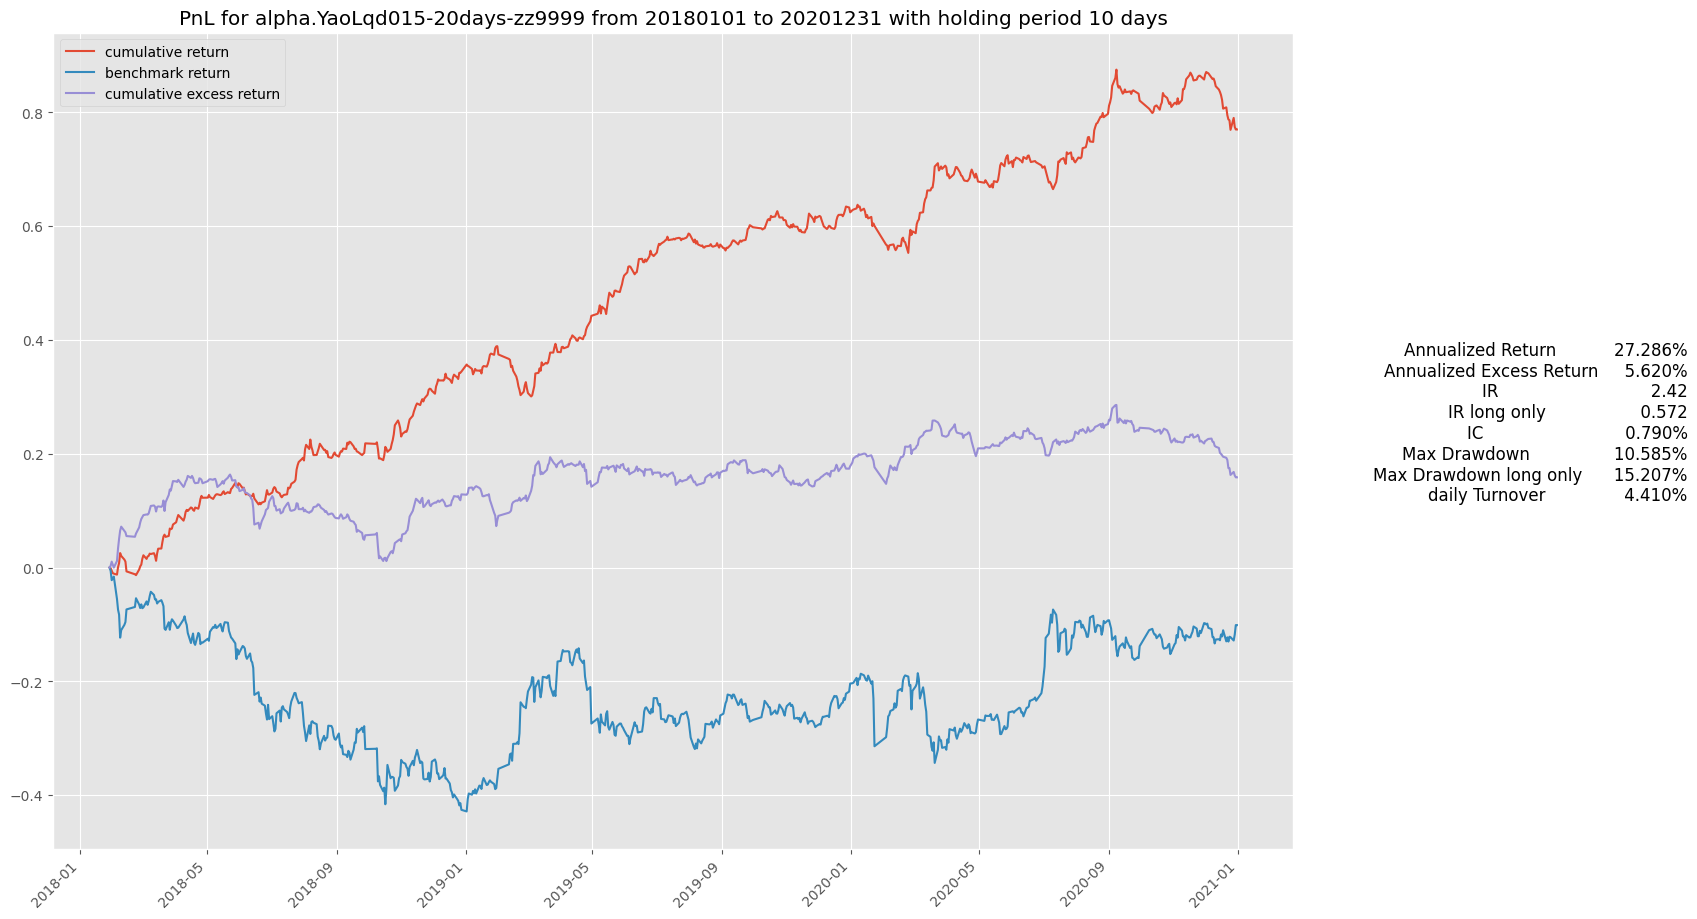 PnL for alpha.YaoLqd015-20days-zz9999 from 20180101 to 20201231 with holding period 10 days
cumulative return
benchmark return
cumulative excess return
0.8
0.6
0.4
0.2
0.0
−0.2
−0.4
2018-01
2018-05
2018-09
2019-01
2019-05
2019-09
2020-01
2020-05
2020-09
2021-01
Annualized Return 27.286%
Annualized Excess Return 5.620%
IR 2.42
IR long only 0.572
IC 0.790%
Max Drawdown 10.585%
Max Drawdown long only 15.207%
daily Turnover 4.410%